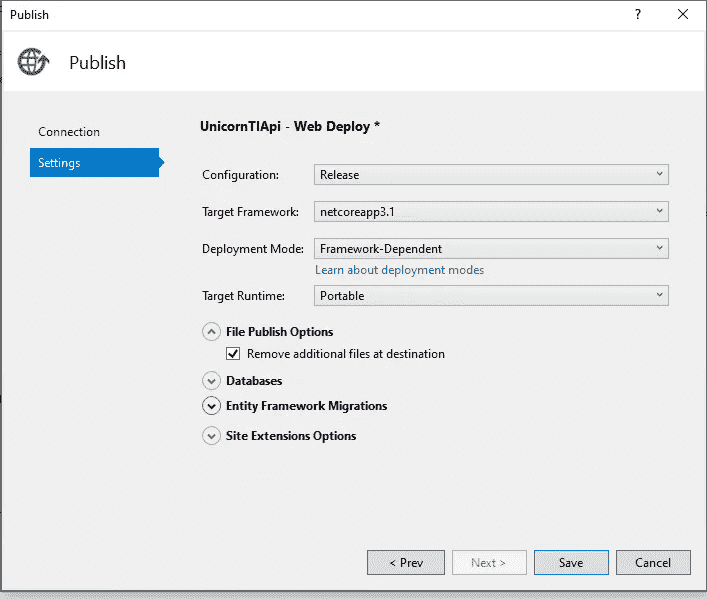 Publish
?
Publish
Connection
Settings
UnicornTIApi - Web Deploy *
Configuration: Release
Target Framework: netcoreapp3.1
Deployment Mode: Framework-Dependent
Learn about deployment modes
Target Runtime: Portable
File Publish Options
Remove additional files at destination
Databases
Entity Framework Migrations
Site Extensions Options
< Prev Next > Save Cancel